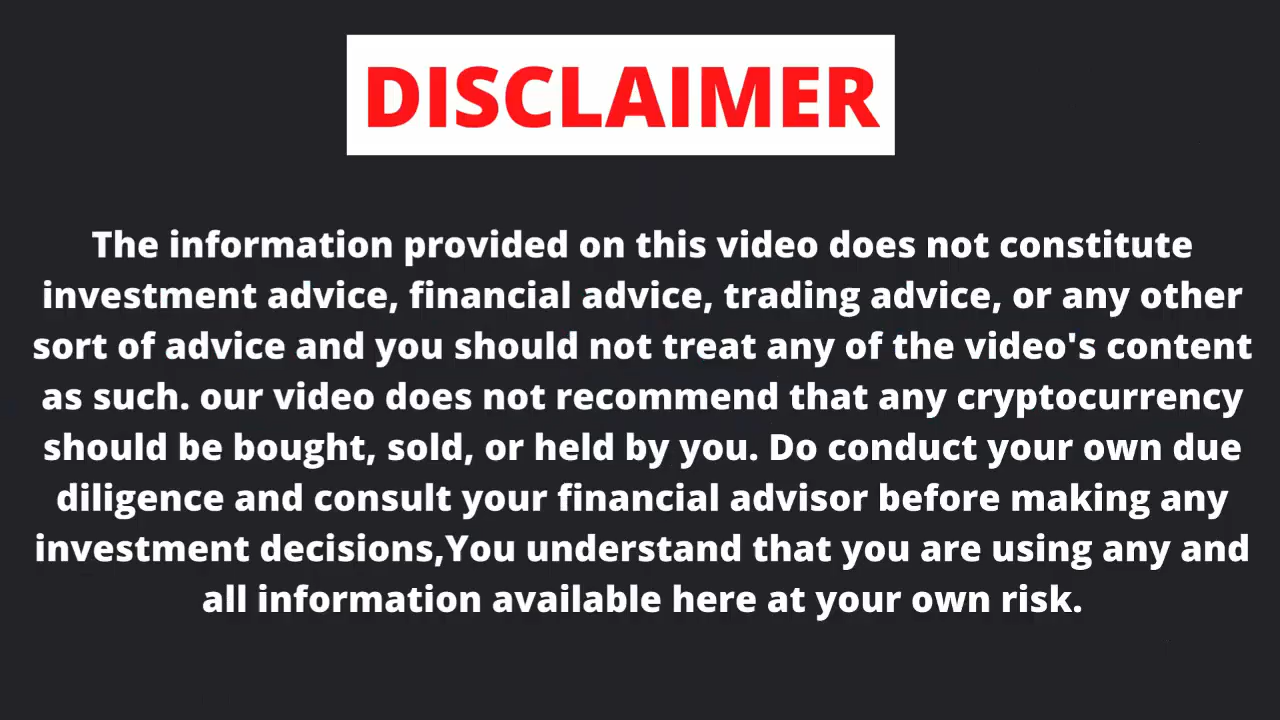 DISCLAIMER
The information provided on this video does not constitute
investment advice, financial advice, trading advice, or any other
sort of advice and you should not treat any of the video's content
as such. our video does not recommend that any cryptocurrency
should be bought, sold, or held by you. Do conduct your own due
diligence and consult your financial advisor before making any
investment decisions,You understand that you are using any and
all information available here at your own risk.